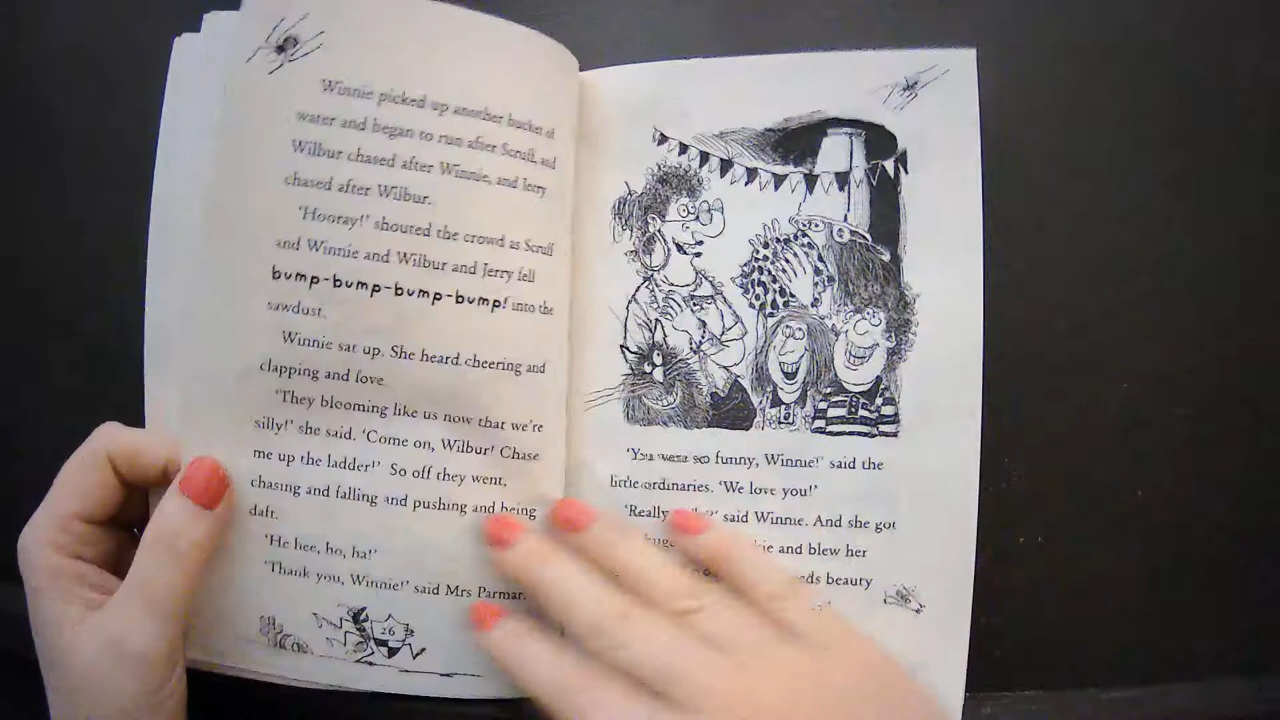 Winnie picked up another bucket of
water and began to run after Scruff, and
Wilbur chased after Winnie, and Jerry
chased after Wilbur.
'Hooray!' shouted the crowd as Scruff
and Winnie and Wilbur and Jerry fell
bump-bump-bump-bump! into the
sawdust.
Winnie sat up. She heard cheering and
clapping and love.
'They blooming like us now that we're
silly!' she said. 'Come on, Wilbur! Chase
me up the ladder!' So off they went,
chasing and falling and pushing and being
daft.
'He hee, ho, ha!'
'Thank you, Winnie!' said Mrs Parmar.
26
'You were so funny, Winnie!' said the
little ordinaries. 'We love you!'
'Really said Winnie. And she got
and blew her
beauty